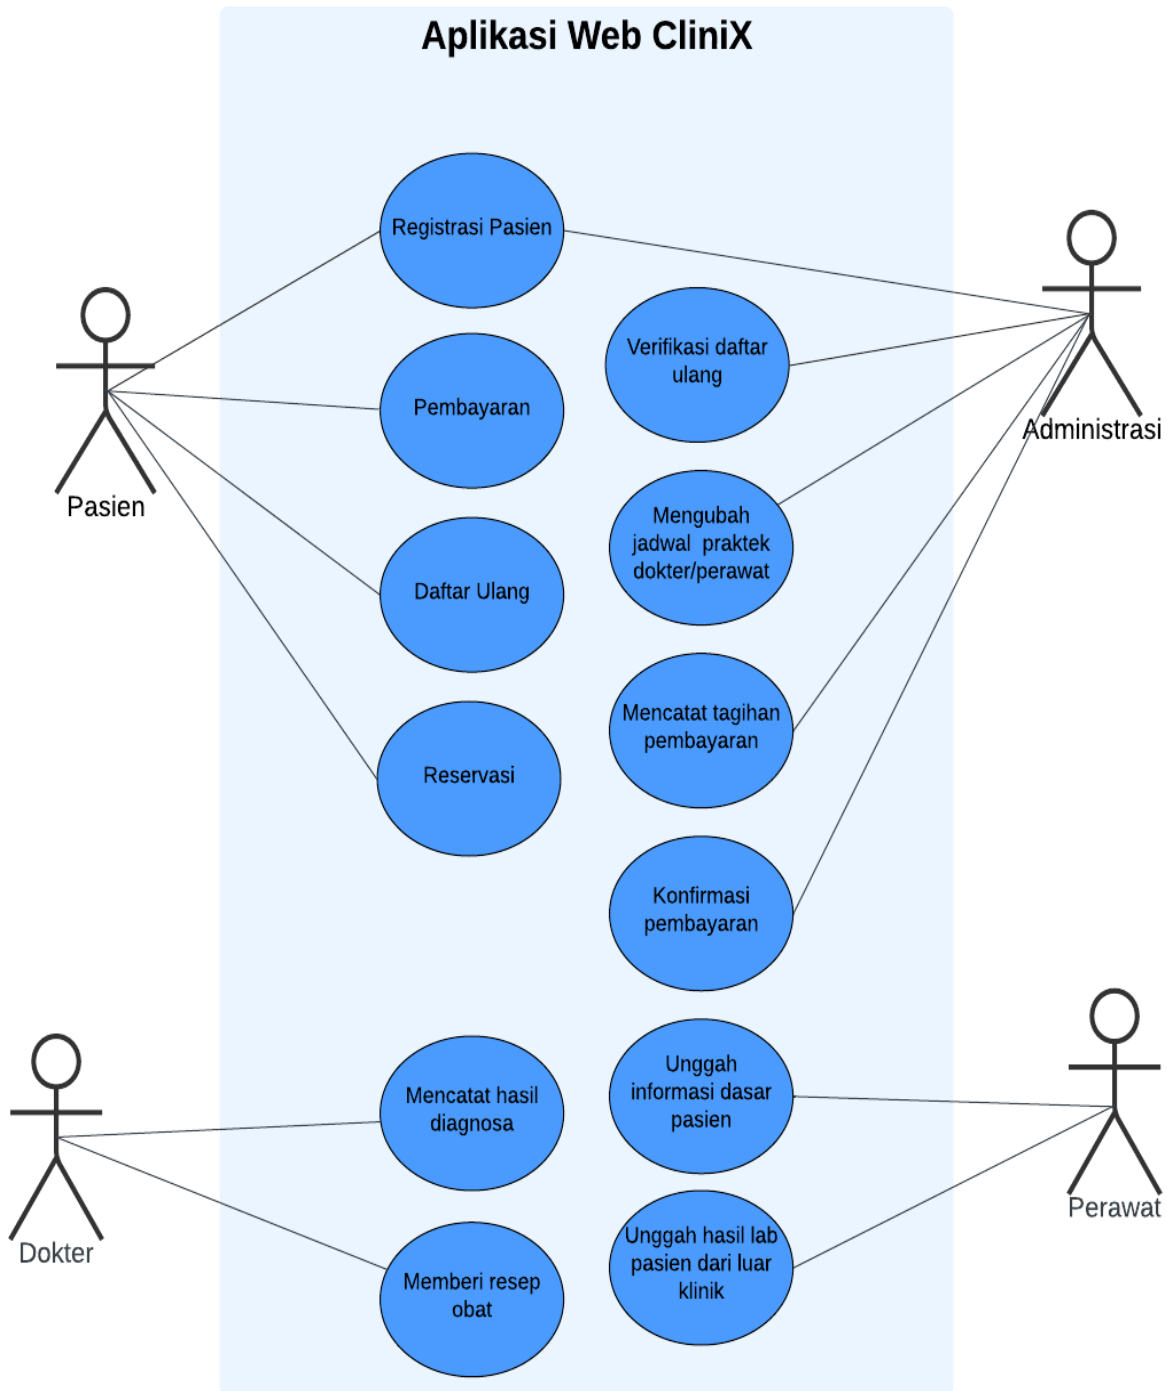 Aplikasi Web CliniX
Registrasi Pasien
Verifikasi daftar
ulang
Pembayaran
Administrasi
Pasien
Mengubah
jadwal praktek
dokter/perawat
Daftar Ulang
Mencatat tagihan
pembayaran
Reservasi
Konfirmasi
pembayaran
Unggah
informasi dasar
pasien
Mencatat hasil
diagnosa
Perawat
Dokter
Unggah hasil lab
pasien dari luar
klinik
Memberi resep
obat